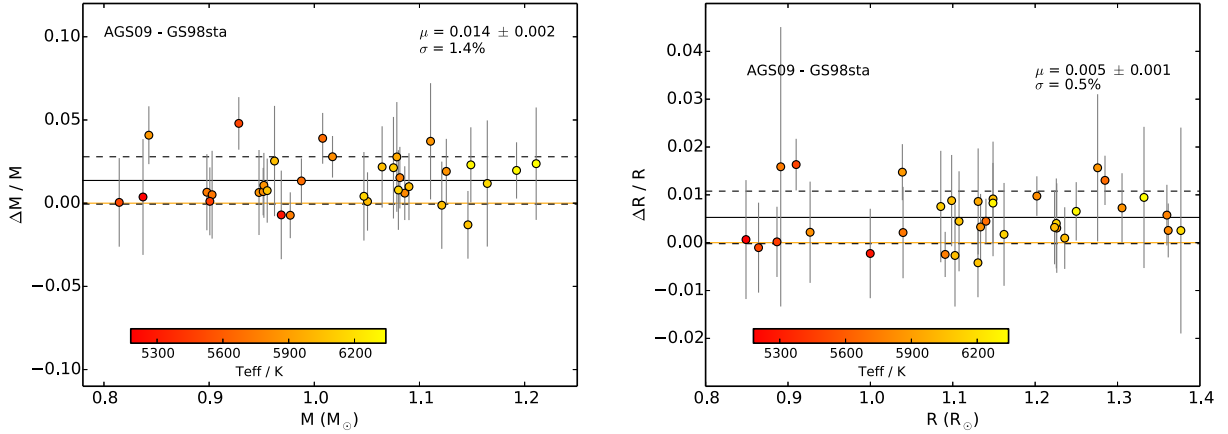 0.10
AGS09 - GS98sta
μ = 0.014 ± 0.002
σ = 1.4%
0.05
ΔM / M
0.00
−0.05
5300 5600 5900 6200
Teff / K
−0.10
0.8 0.9 1.0 1.1 1.2
M (M⊙)
0.05
0.04
AGS09 - GS98sta
μ = 0.005 ± 0.001
σ = 0.5%
0.03
0.02
ΔR / R
0.01
0.00
−0.01
−0.02
5300 5600 5900 6200
Teff / K
0.8 0.9 1.0 1.1 1.2 1.3 1.4
R (R⊙)